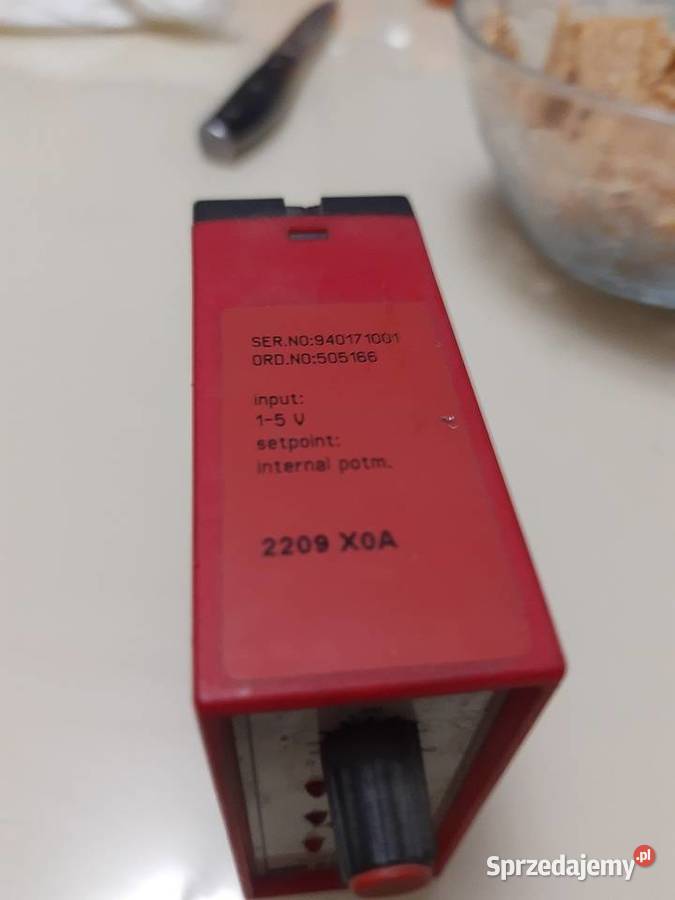 SER.NO:940171001
ORD.NO:505166
input:
1-5 V
setpoint:
internal potm.
2209 X0A
Sprzedajemy.pl